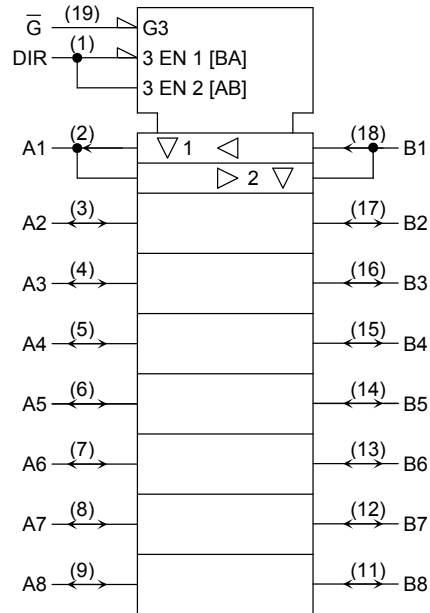 G̅ (19) G3
DIR (1) 3 EN 1 [BA]
3 EN 2 [AB]
A1 (2) 1 (18) B1
2
A2 (3) (17) B2
A3 (4) (16) B3
A4 (5) (15) B4
A5 (6) (14) B5
A6 (7) (13) B6
A7 (8) (12) B7
A8 (9) (11) B8